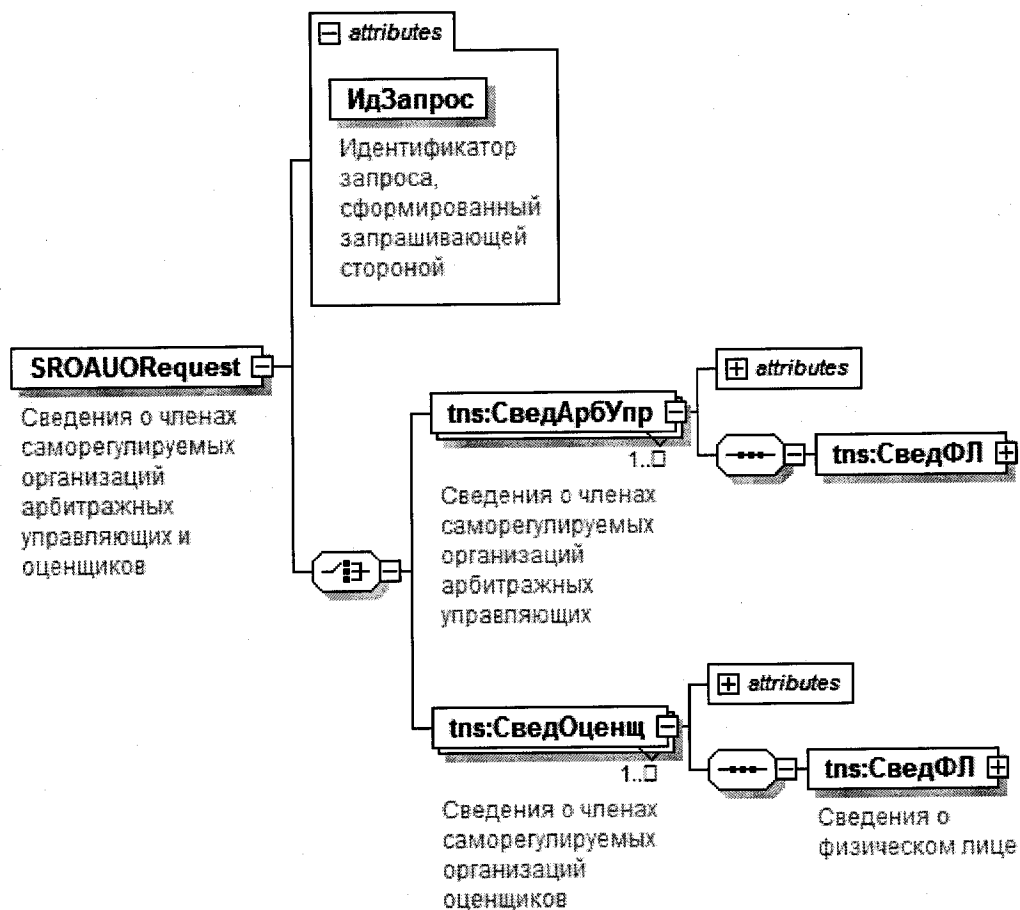 attributes
ИдЗапрос
Идентификатор
запроса,
сформированный
запрашивающей
стороной
SROAUORequest
Сведения о членах
саморегулируемых
организаций
арбитражных
управляющих и
оценщиков
tns:СведАрбУпр
1..□
Сведения о членах
саморегулируемых
организаций
арбитражных
управляющих
attributes
tns:СведФЛ
tns:СведОценщ
1..□
Сведения о членах
саморегулируемых
организаций
оценщиков
attributes
tns:СведФЛ
Сведения о
физическом лице